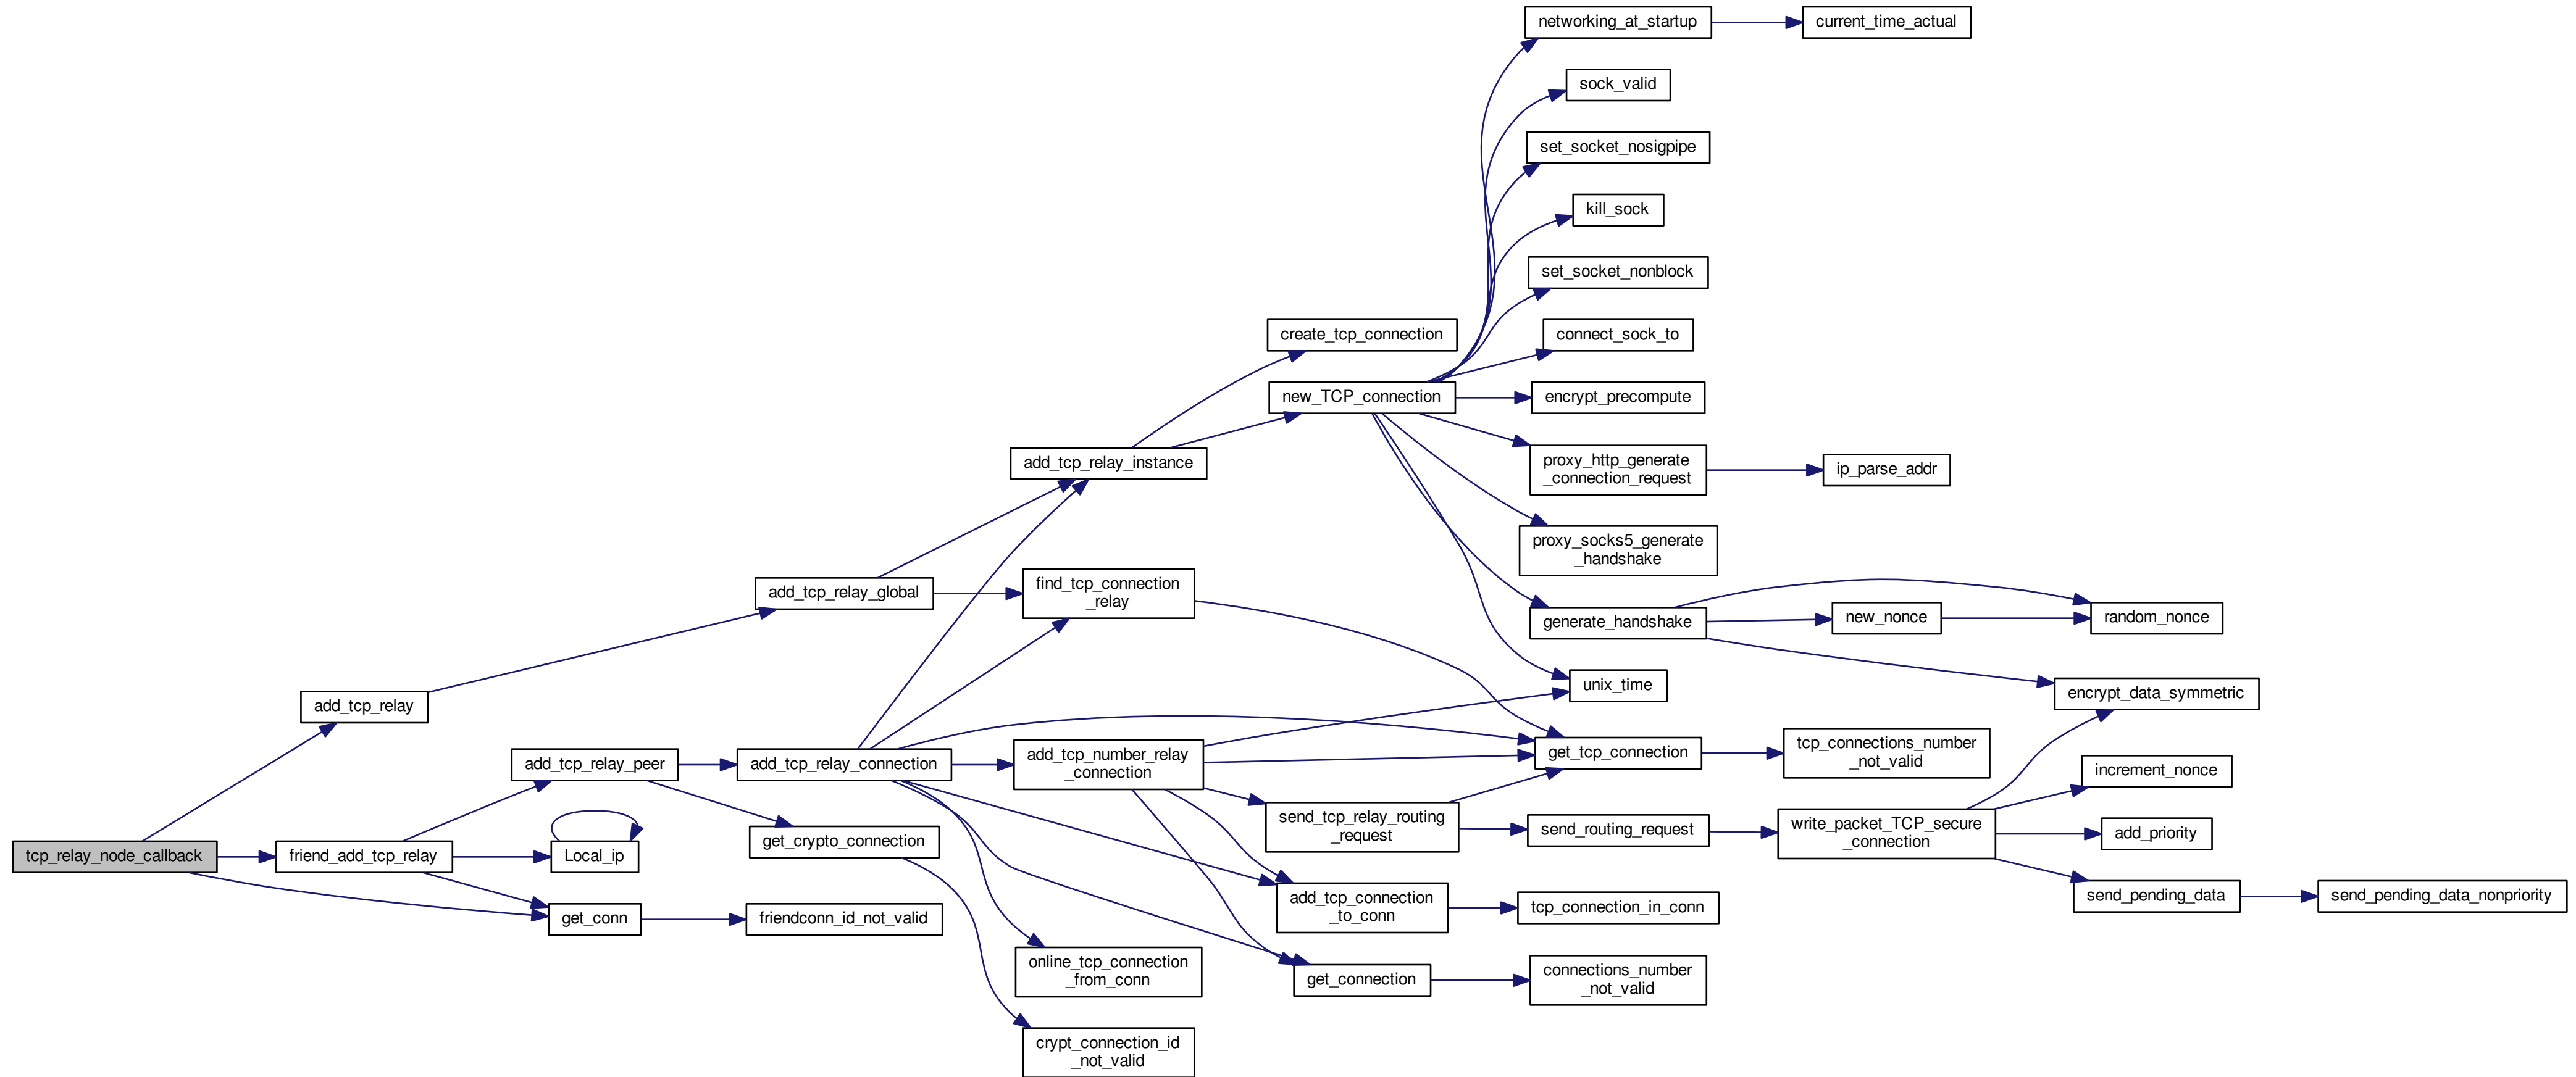 networking_at_startup
current_time_actual
sock_valid
set_socket_nosigpipe
kill_sock
set_socket_nonblock
create_tcp_connection
connect_sock_to
new_TCP_connection
encrypt_precompute
add_tcp_relay_instance
proxy_http_generate
_connection_request
ip_parse_addr
proxy_socks5_generate
_handshake
add_tcp_relay_global
find_tcp_connection
_relay
generate_handshake
new_nonce
random_nonce
add_tcp_relay
unix_time
encrypt_data_symmetric
add_tcp_relay_peer
add_tcp_relay_connection
add_tcp_number_relay
_connection
get_tcp_connection
tcp_connections_number
_not_valid
increment_nonce
tcp_relay_node_callback
friend_add_tcp_relay
Local_ip
get_crypto_connection
send_tcp_relay_routing
_request
send_routing_request
write_packet_TCP_secure
_connection
add_priority
get_conn
friendconn_id_not_valid
add_tcp_connection
_to_conn
tcp_connection_in_conn
send_pending_data
send_pending_data_nonpriority
online_tcp_connection
_from_conn
get_connection
connections_number
_not_valid
crypt_connection_id
_not_valid